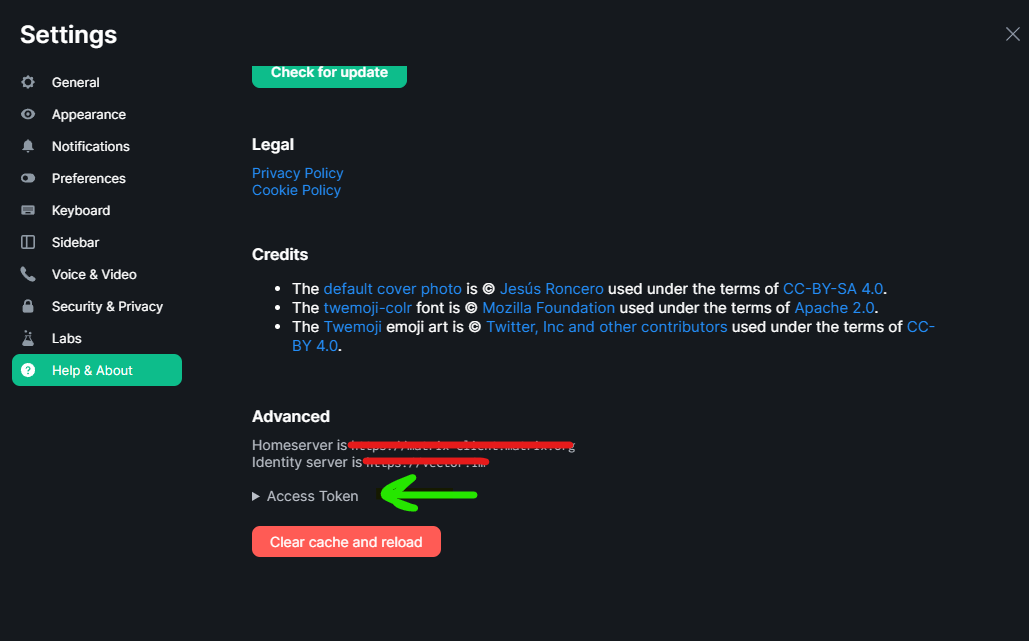 Settings
General
Appearance
Notifications
Preferences
Keyboard
Sidebar
Voice & Video
Security & Privacy
Labs
Help & About
Check for update
Legal
Privacy Policy
Cookie Policy
Credits
The default cover photo is © Jesús Roncero used under the terms of CC-BY-SA 4.0.
The twemoji-colr font is © Mozilla Foundation used under the terms of Apache 2.0.
The Twemoji emoji art is © Twitter, Inc and other contributors used under the terms of CC-
BY 4.0.
Advanced
Homeserver is
Identity server is
Access Token
Clear cache and reload